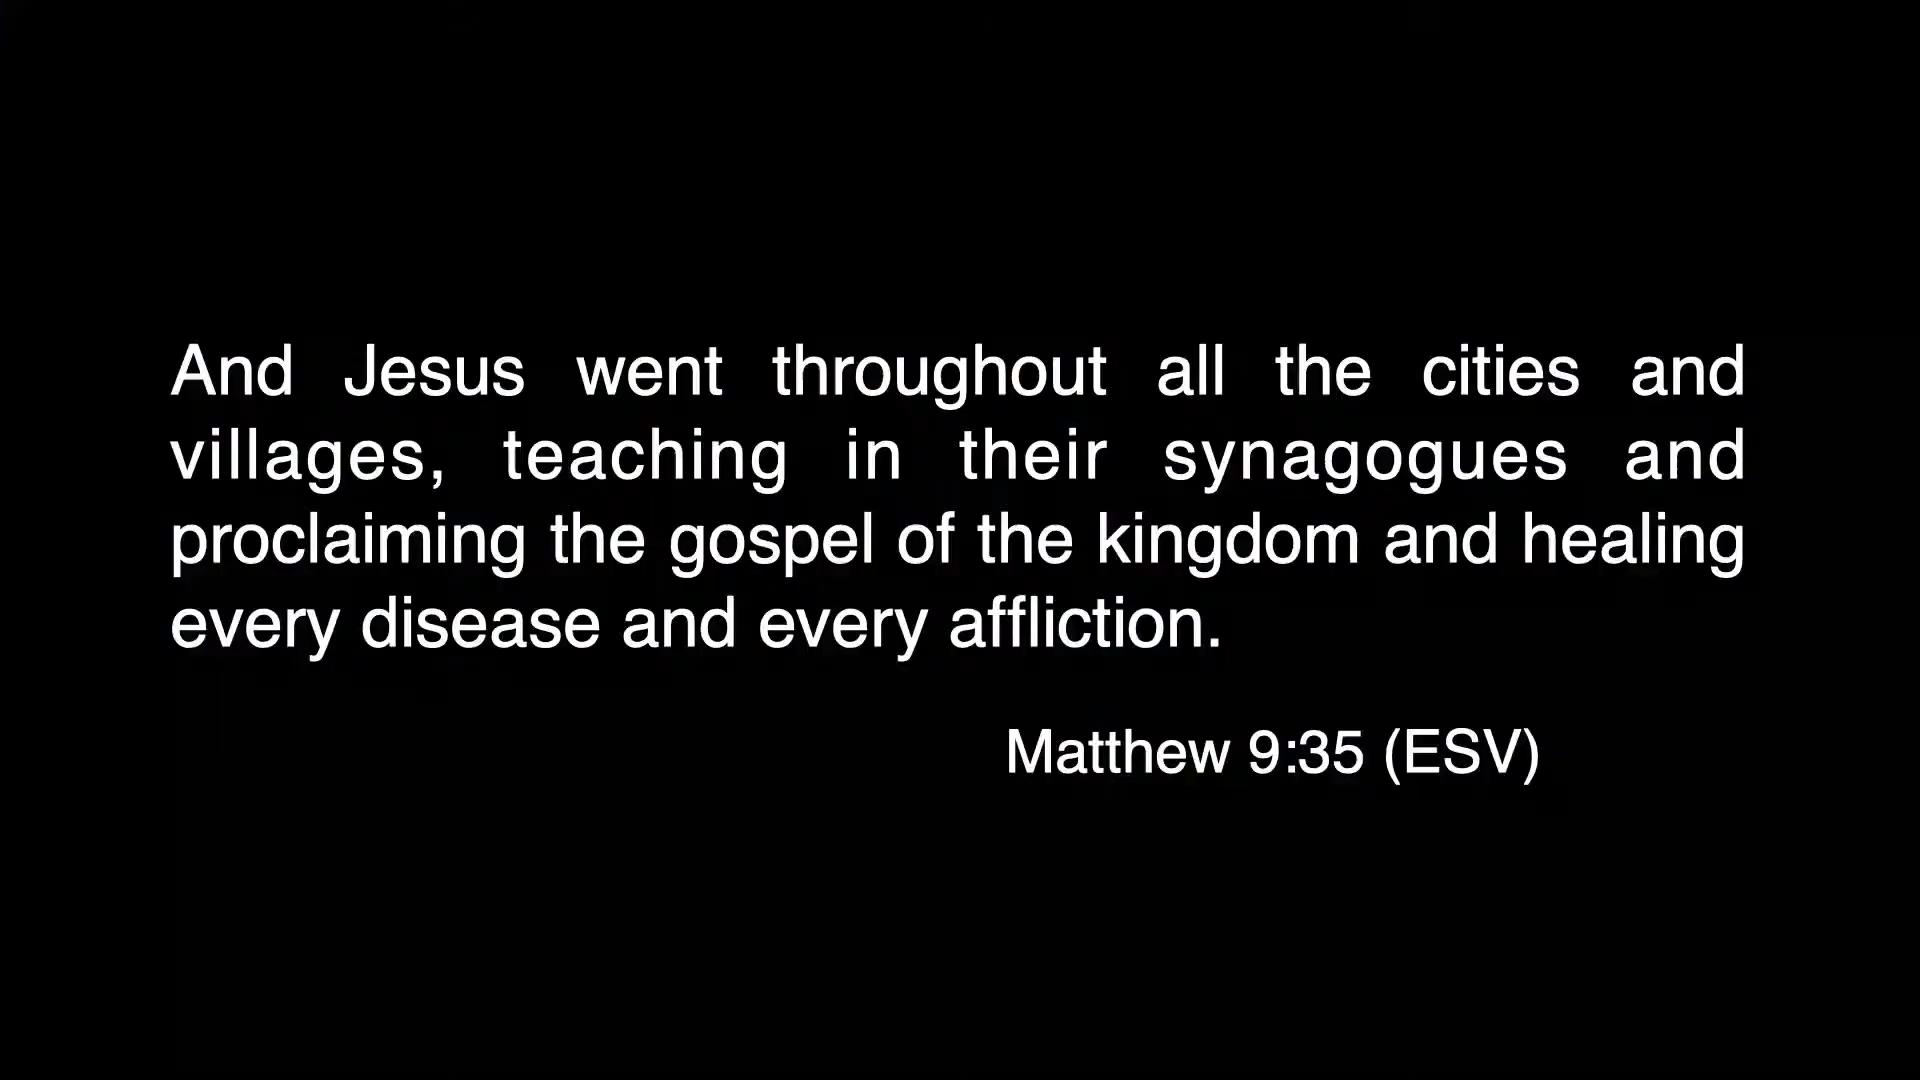 And Jesus went throughout all the cities and
villages, teaching in their synagogues and
proclaiming the gospel of the kingdom and healing
every disease and every affliction.
Matthew 9:35 (ESV)